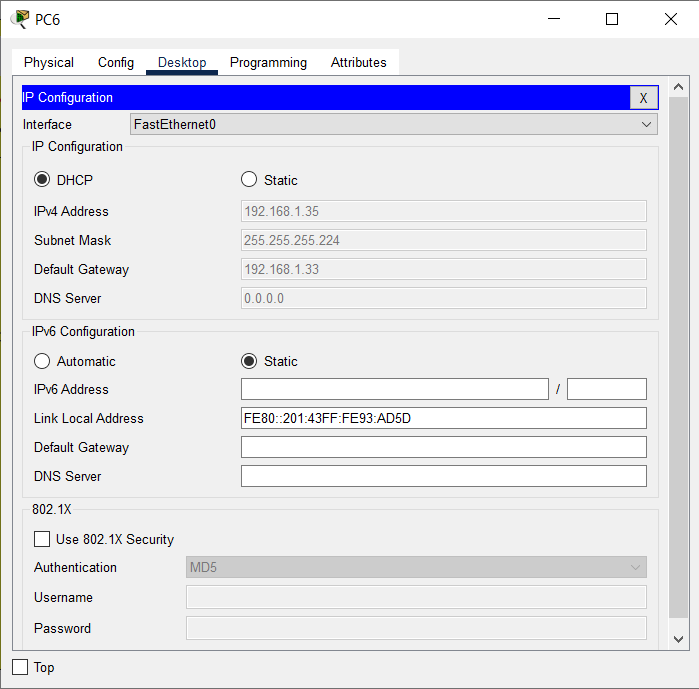 PC6
Physical Config Desktop Programming Attributes
IP Configuration X
Interface FastEthernet0
IP Configuration
DHCP Static
IPv4 Address 192.168.1.35
Subnet Mask 255.255.255.224
Default Gateway 192.168.1.33
DNS Server 0.0.0.0
IPv6 Configuration
Automatic Static
IPv6 Address /
Link Local Address FE80::201:43FF:FE93:AD5D
Default Gateway
DNS Server
802.1X
Use 802.1X Security
Authentication MD5
Username
Password
Top